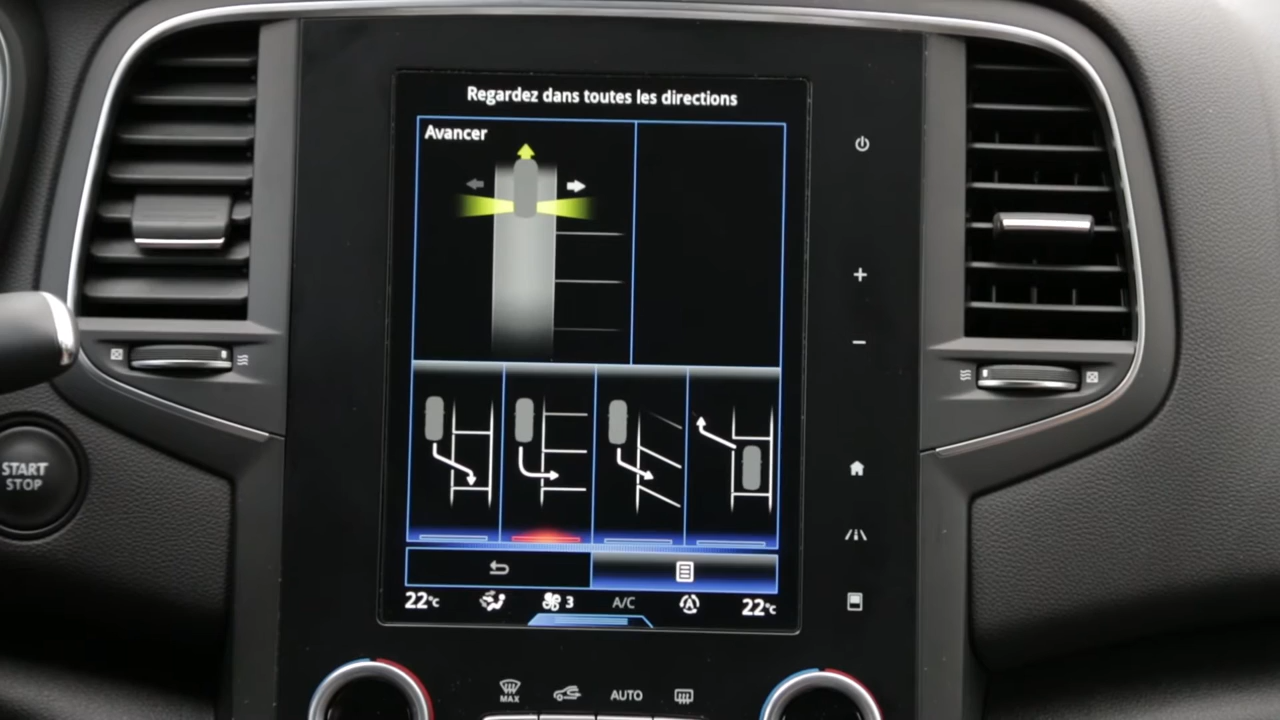 Regardez dans toutes les directions
Avancer
START
STOP
22°C
3
A/C
A
22°C
MAX
AUTO